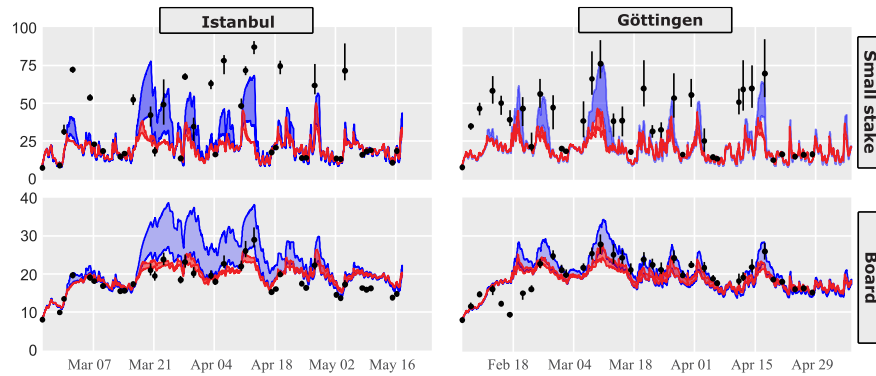 Istanbul
Göttingen
100
75
50
25
0
Small stake
40
30
20
10
0
Board
Mar 07
Mar 21
Apr 04
Apr 18
May 02
May 16
Feb 18
Mar 04
Mar 18
Apr 01
Apr 15
Apr 29